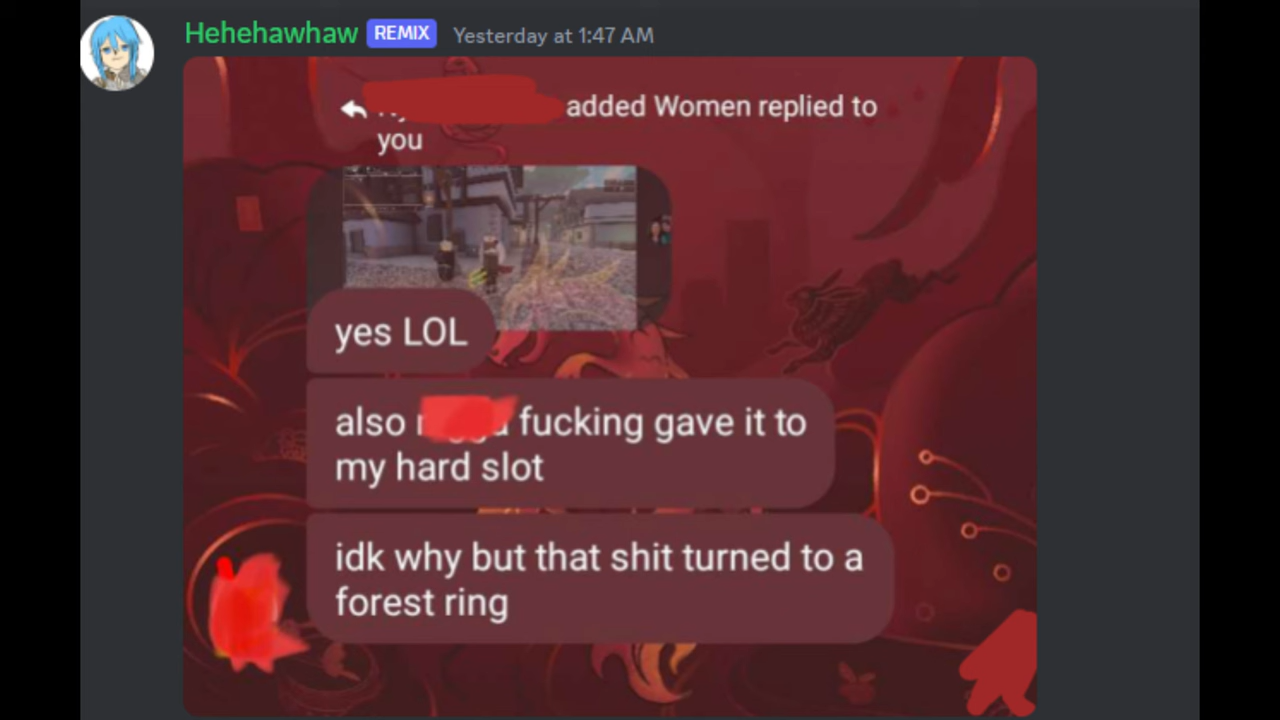 Hehehawhaw REMIX Yesterday at 1:47 AM
added Women replied to
you
yes LOL
also fucking gave it to
my hard slot
idk why but that shit turned to a
forest ring